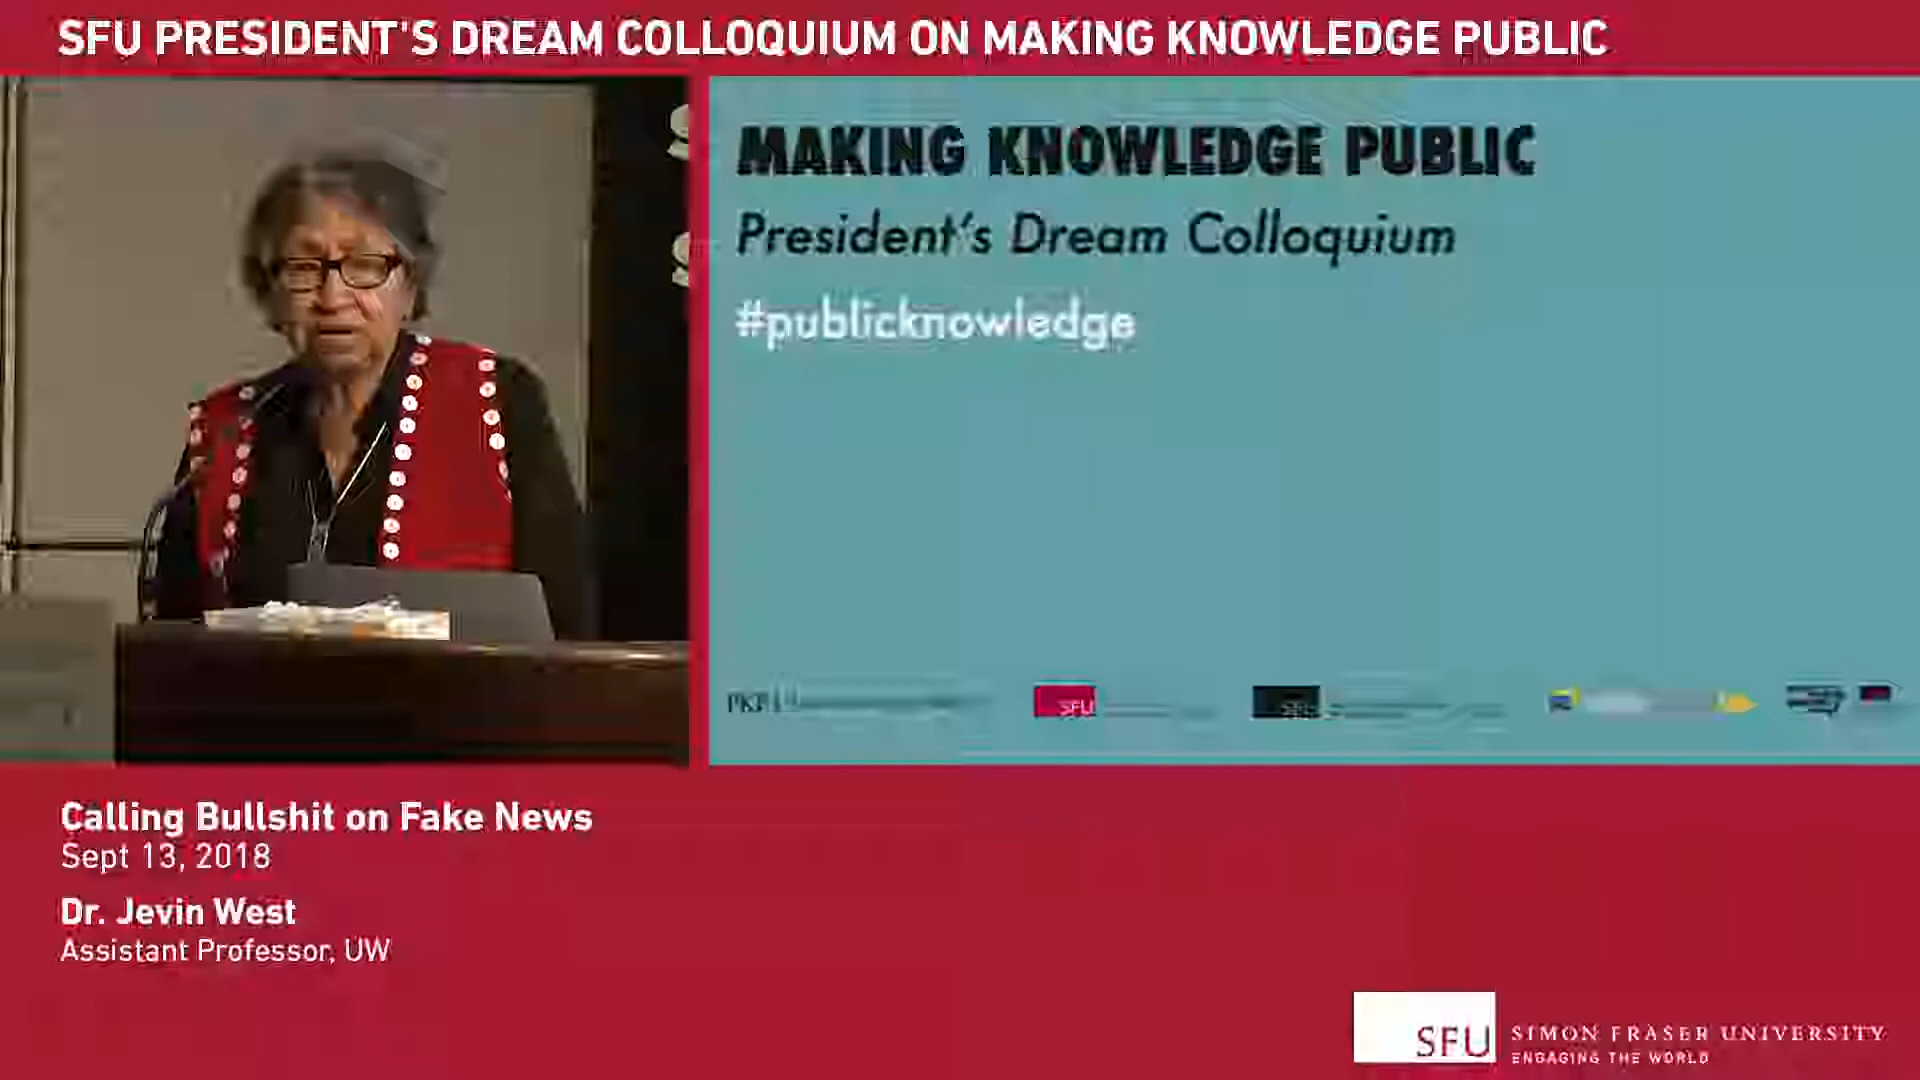 SFU PRESIDENT'S DREAM COLLOQUIUM ON MAKING KNOWLEDGE PUBLIC
MAKING KNOWLEDGE PUBLIC
President's Dream Colloquium
#publicknowledge
SFU
Calling Bullshit on Fake News
Sept 13, 2018
Dr. Jevin West
Assistant Professor, UW
SFU
SIMON FRASER UNIVERSITY
ENGAGING THE WORLD